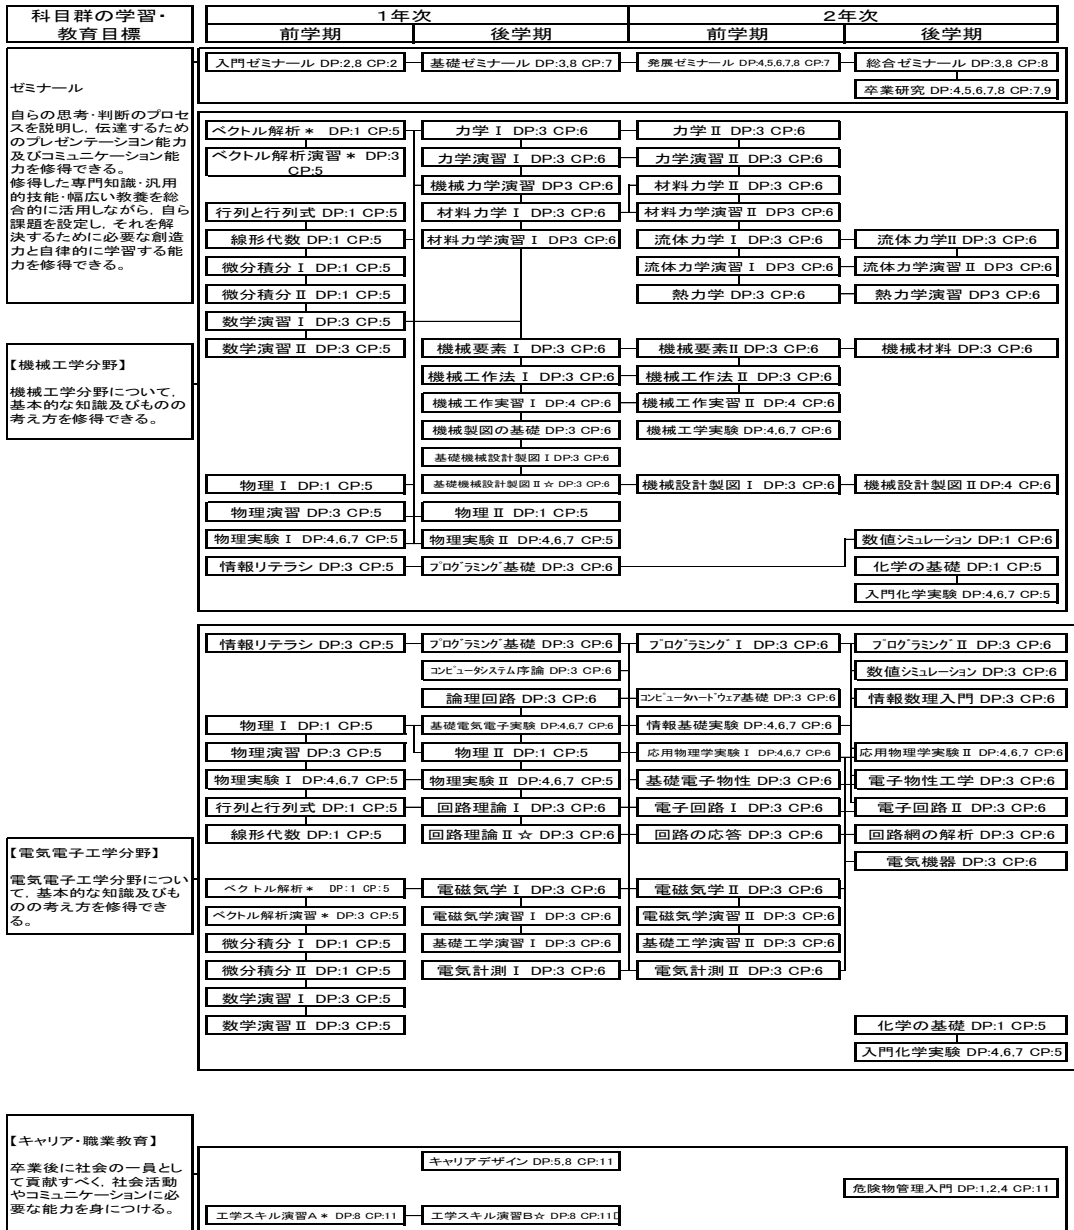 科目群の学習・
教育目標
1年次
2年次
前学期
後学期
前学期
後学期
ゼミナール
自らの思考・判断のプロセ
スを説明し，伝達するため
のプレゼンテーション能力
及びコミュニケーション能
力を修得できる。
修得した専門知識・汎用
的技能・幅広い教養を総
合的に活用しながら，自ら
課題を設定し，それを解
決するために必要な創造
力と自律的に学習する能
力を修得できる。
入門ゼミナール DP:2,8 CP:2
基礎ゼミナール DP:3,8 CP:7
発展ゼミナール DP:4,5,6,7,8 CP:7
総合ゼミナール DP:3,8 CP:8
卒業研究 DP:4,5,6,7,8 CP:7,9
【機械工学分野】
機械工学分野について，
基本的な知識及びものの
考え方を修得できる。
ベクトル解析＊ DP:1 CP:5
力学Ⅰ DP:3 CP:6
力学Ⅱ DP:3 CP:6
ベクトル解析演習＊ DP:3
CP:5
力学演習Ⅰ DP:3 CP:6
力学演習Ⅱ DP:3 CP:6
機械力学演習 DP3 CP:6
材料力学Ⅱ DP:3 CP:6
行列と行列式 DP:1 CP:5
材料力学Ⅰ DP:3 CP:6
材料力学演習Ⅱ DP3 CP:6
線形代数 DP:1 CP:5
材料力学演習Ⅰ DP3 CP:6
流体力学Ⅰ DP:3 CP:6
流体力学Ⅱ DP:3 CP:6
微分積分Ⅰ DP:1 CP:5
流体力学演習Ⅰ DP3 CP:6
流体力学演習Ⅱ DP3 CP:6
微分積分Ⅱ DP:1 CP:5
熱力学 DP:3 CP:6
熱力学演習 DP3 CP:6
数学演習Ⅰ DP:3 CP:5
数学演習Ⅱ DP:3 CP:5
機械要素Ⅰ DP:3 CP:6
機械要素Ⅱ DP:3 CP:6
機械材料 DP:3 CP:6
機械工作法Ⅰ DP:3 CP:6
機械工作法Ⅱ DP:3 CP:6
機械工作実習Ⅰ DP:4 CP:6
機械工作実習Ⅱ DP:4 CP:6
機械製図の基礎 DP:3 CP:6
機械工学実験 DP:4,6,7 CP:6
基礎機械設計製図Ⅰ DP:3 CP:6
物理Ⅰ DP:1 CP:5
基礎機械設計製図Ⅱ☆ DP:3 CP:6
機械設計製図Ⅰ DP:3 CP:6
機械設計製図Ⅱ DP:4 CP:6
物理演習 DP:3 CP:5
物理Ⅱ DP:1 CP:5
物理実験Ⅰ DP:4,6,7 CP:5
物理実験Ⅱ DP:4,6,7 CP:5
数値シミュレーション DP:1 CP:6
情報リテラシ DP:3 CP:5
プログラミング基礎 DP:3 CP:6
化学の基礎 DP:1 CP:5
入門化学実験 DP:4,6,7 CP:5
【電気電子工学分野】
電気電子工学分野につい
て，基本的な知識及びも
のの考え方を修得でき
る。
情報リテラシ DP:3 CP:5
プログラミング基礎 DP:3 CP:6
プログラミングⅠ DP:3 CP:6
プログラミングⅡ DP:3 CP:6
コンピュータシステム序論 DP:3 CP:6
数値シミュレーション DP:3 CP:6
論理回路 DP:3 CP:6
コンピュータハードウェア基礎 DP:3 CP:6
情報数理入門 DP:3 CP:6
物理Ⅰ DP:1 CP:5
基礎電気電子実験 DP:4,6,7 CP:6
情報基礎実験 DP:4,6,7 CP:6
物理演習 DP:3 CP:5
物理Ⅱ DP:1 CP:5
応用物理学実験Ⅰ DP:4,6,7 CP:6
応用物理学実験Ⅱ DP:4,6,7 CP:6
物理実験Ⅰ DP:4,6,7 CP:5
物理実験Ⅱ DP:4,6,7 CP:5
基礎電子物性 DP:3 CP:6
電子物性工学 DP:3 CP:6
行列と行列式 DP:1 CP:5
回路理論Ⅰ DP:3 CP:6
電子回路Ⅰ DP:3 CP:6
電子回路Ⅱ DP:3 CP:6
線形代数 DP:1 CP:5
回路理論Ⅱ☆ DP:3 CP:6
回路の応答 DP:3 CP:6
回路網の解析 DP:3 CP:6
電気機器 DP:3 CP:6
ベクトル解析＊ DP:1 CP:5
電磁気学Ⅰ DP:3 CP:6
電磁気学Ⅱ DP:3 CP:6
ベクトル解析演習＊ DP:3 CP:5
電磁気学演習Ⅰ DP:3 CP:6
電磁気学演習Ⅱ DP:3 CP:6
微分積分Ⅰ DP:1 CP:5
基礎工学演習Ⅰ DP:3 CP:6
基礎工学演習Ⅱ DP:3 CP:6
微分積分Ⅱ DP:1 CP:5
電気計測Ⅰ DP:3 CP:6
電気計測Ⅱ DP:3 CP:6
数学演習Ⅰ DP:3 CP:5
数学演習Ⅱ DP:3 CP:5
化学の基礎 DP:1 CP:5
入門化学実験 DP:4,6,7 CP:5
【キャリア・職業教育】
卒業後に社会の一員とし
て貢献すべく，社会活動
やコミュニケーションに必
要な能力を身につける。
キャリアデザイン DP:5,8 CP:11
危険物管理入門 DP:1,2,4 CP:11
工学スキル演習A＊ DP:8 CP:11
工学スキル演習B☆ DP:8 CP:11